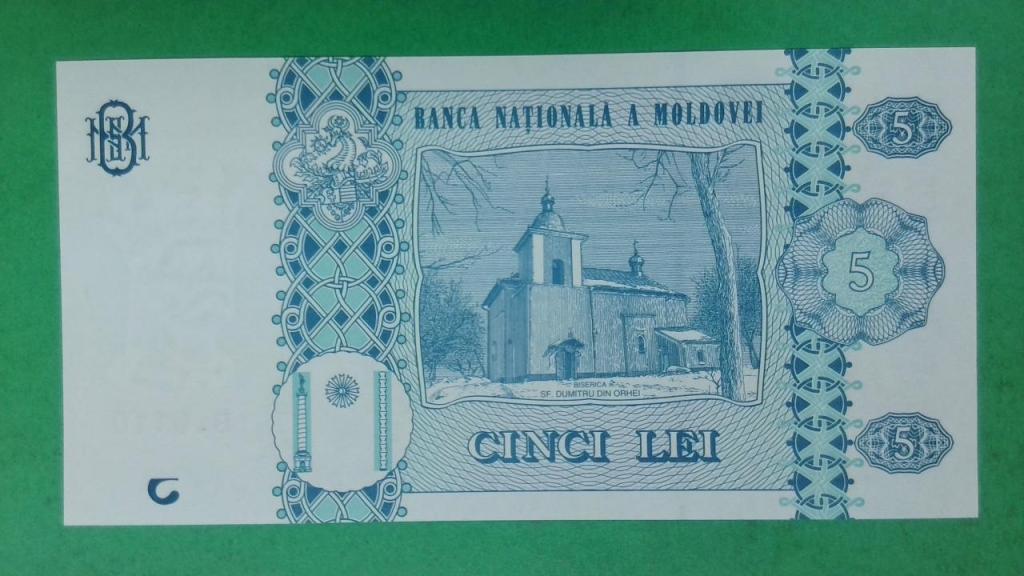 BANCA NAȚIONALĂ A MOLDOVEI
5
5
BISERICA
SF. DUMITRU DIN ORHEI
CINCI LEI
5